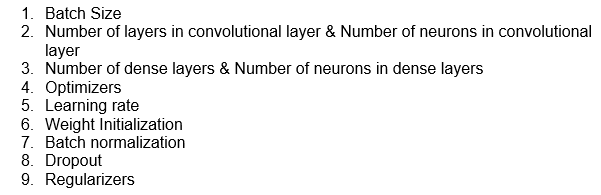 1. Batch Size
2. Number of layers in convolutional layer & Number of neurons in convolutional
layer
3. Number of dense layers & Number of neurons in dense layers
4. Optimizers
5. Learning rate
6. Weight Initialization
7. Batch normalization
8. Dropout
9. Regularizers